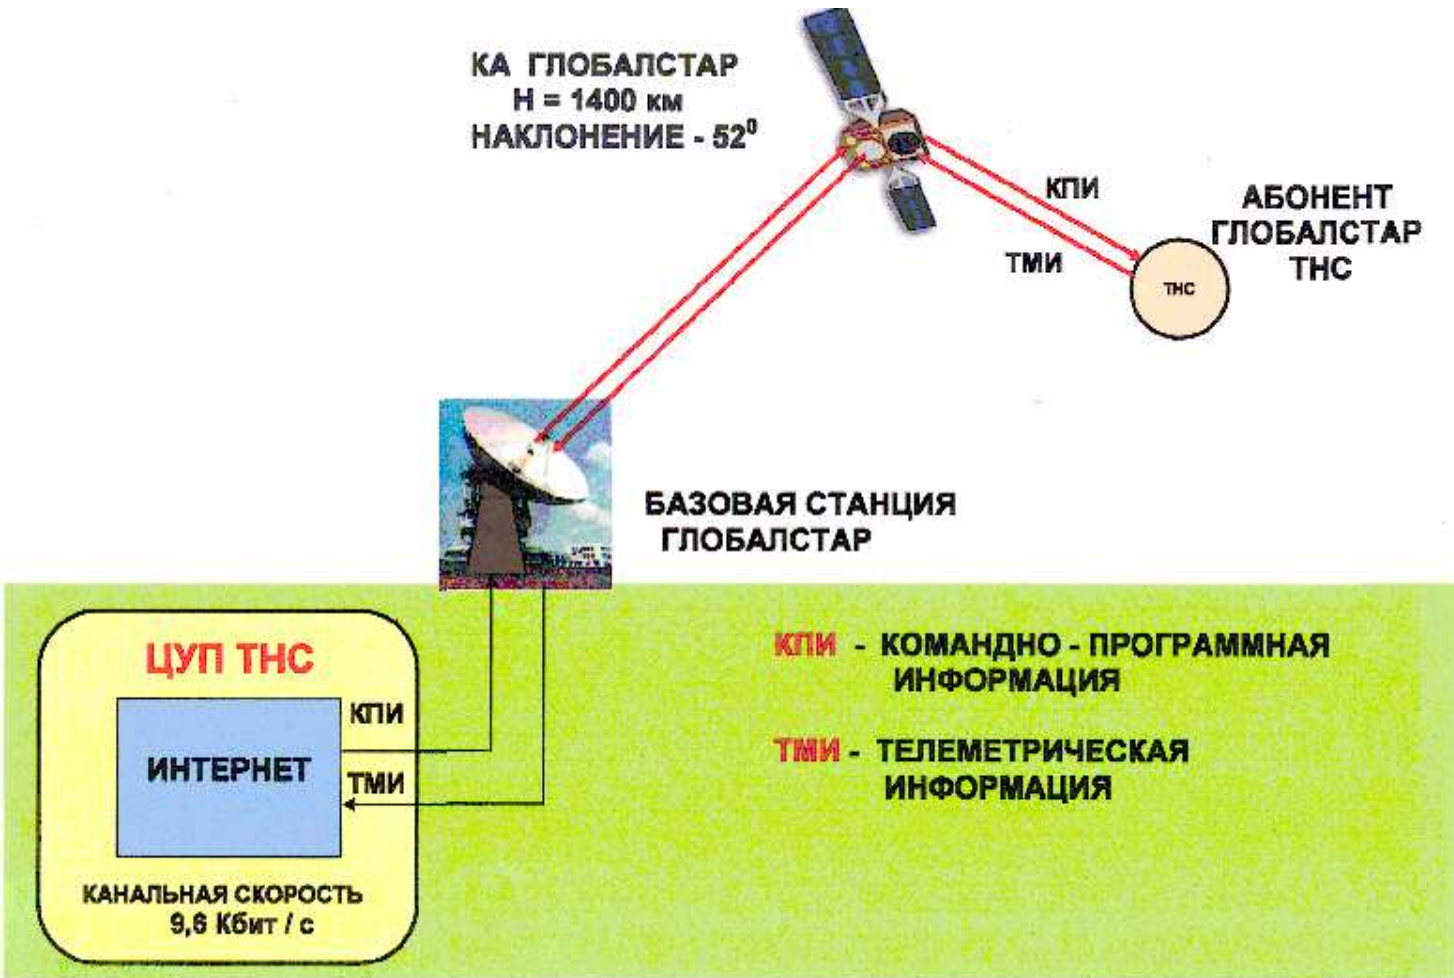 КА ГЛОБАЛСТАР
Н = 1400 км
НАКЛОНЕНИЕ - 52⁰
КПИ
ТМИ
АБОНЕНТ
ГЛОБАЛСТАР
ТНС
ТНС
БАЗОВАЯ СТАНЦИЯ
ГЛОБАЛСТАР
ЦУП ТНС
ИНТЕРНЕТ
КПИ
ТМИ
КАНАЛЬНАЯ СКОРОСТЬ
9,6 Кбит / с
КПИ - КОМАНДНО - ПРОГРАММНАЯ
ИНФОРМАЦИЯ
ТМИ - ТЕЛЕМЕТРИЧЕСКАЯ
ИНФОРМАЦИЯ